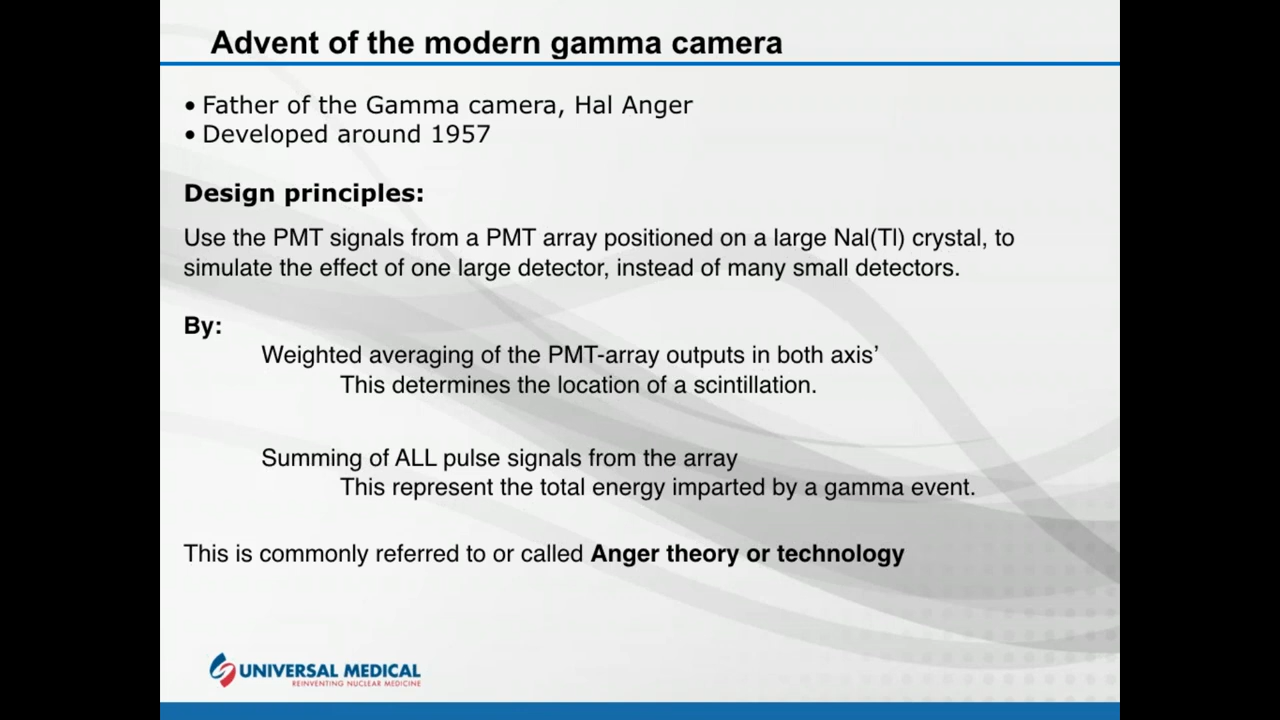 Advent of the modern gamma camera
• Father of the Gamma camera, Hal Anger
• Developed around 1957
Design principles:
Use the PMT signals from a PMT array positioned on a large NaI(Tl) crystal, to
simulate the effect of one large detector, instead of many small detectors.
By:
Weighted averaging of the PMT-array outputs in both axis’
This determines the location of a scintillation.
Summing of ALL pulse signals from the array
This represent the total energy imparted by a gamma event.
This is commonly referred to or called Anger theory or technology
UNIVERSAL MEDICAL
REINVENTING NUCLEAR MEDICINE